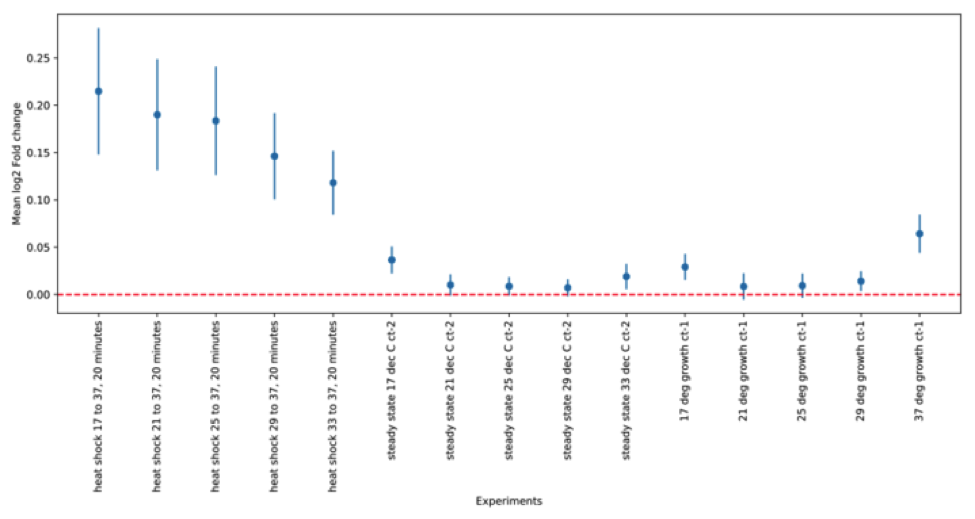 Mean log2 Fold change
0.25
0.20
0.15
0.10
0.05
0.00
heat shock 17 to 37, 20 minutes
heat shock 21 to 37, 20 minutes
heat shock 25 to 37, 20 minutes
heat shock 29 to 37, 20 minutes
heat shock 33 to 37, 20 minutes
steady state 17 dec C ct-2
steady state 21 dec C ct-2
steady state 25 dec C ct-2
steady state 29 dec C ct-2
steady state 33 dec C ct-2
17 deg growth ct-1
21 deg growth ct-1
25 deg growth ct-1
29 deg growth ct-1
37 deg growth ct-1
Experiments